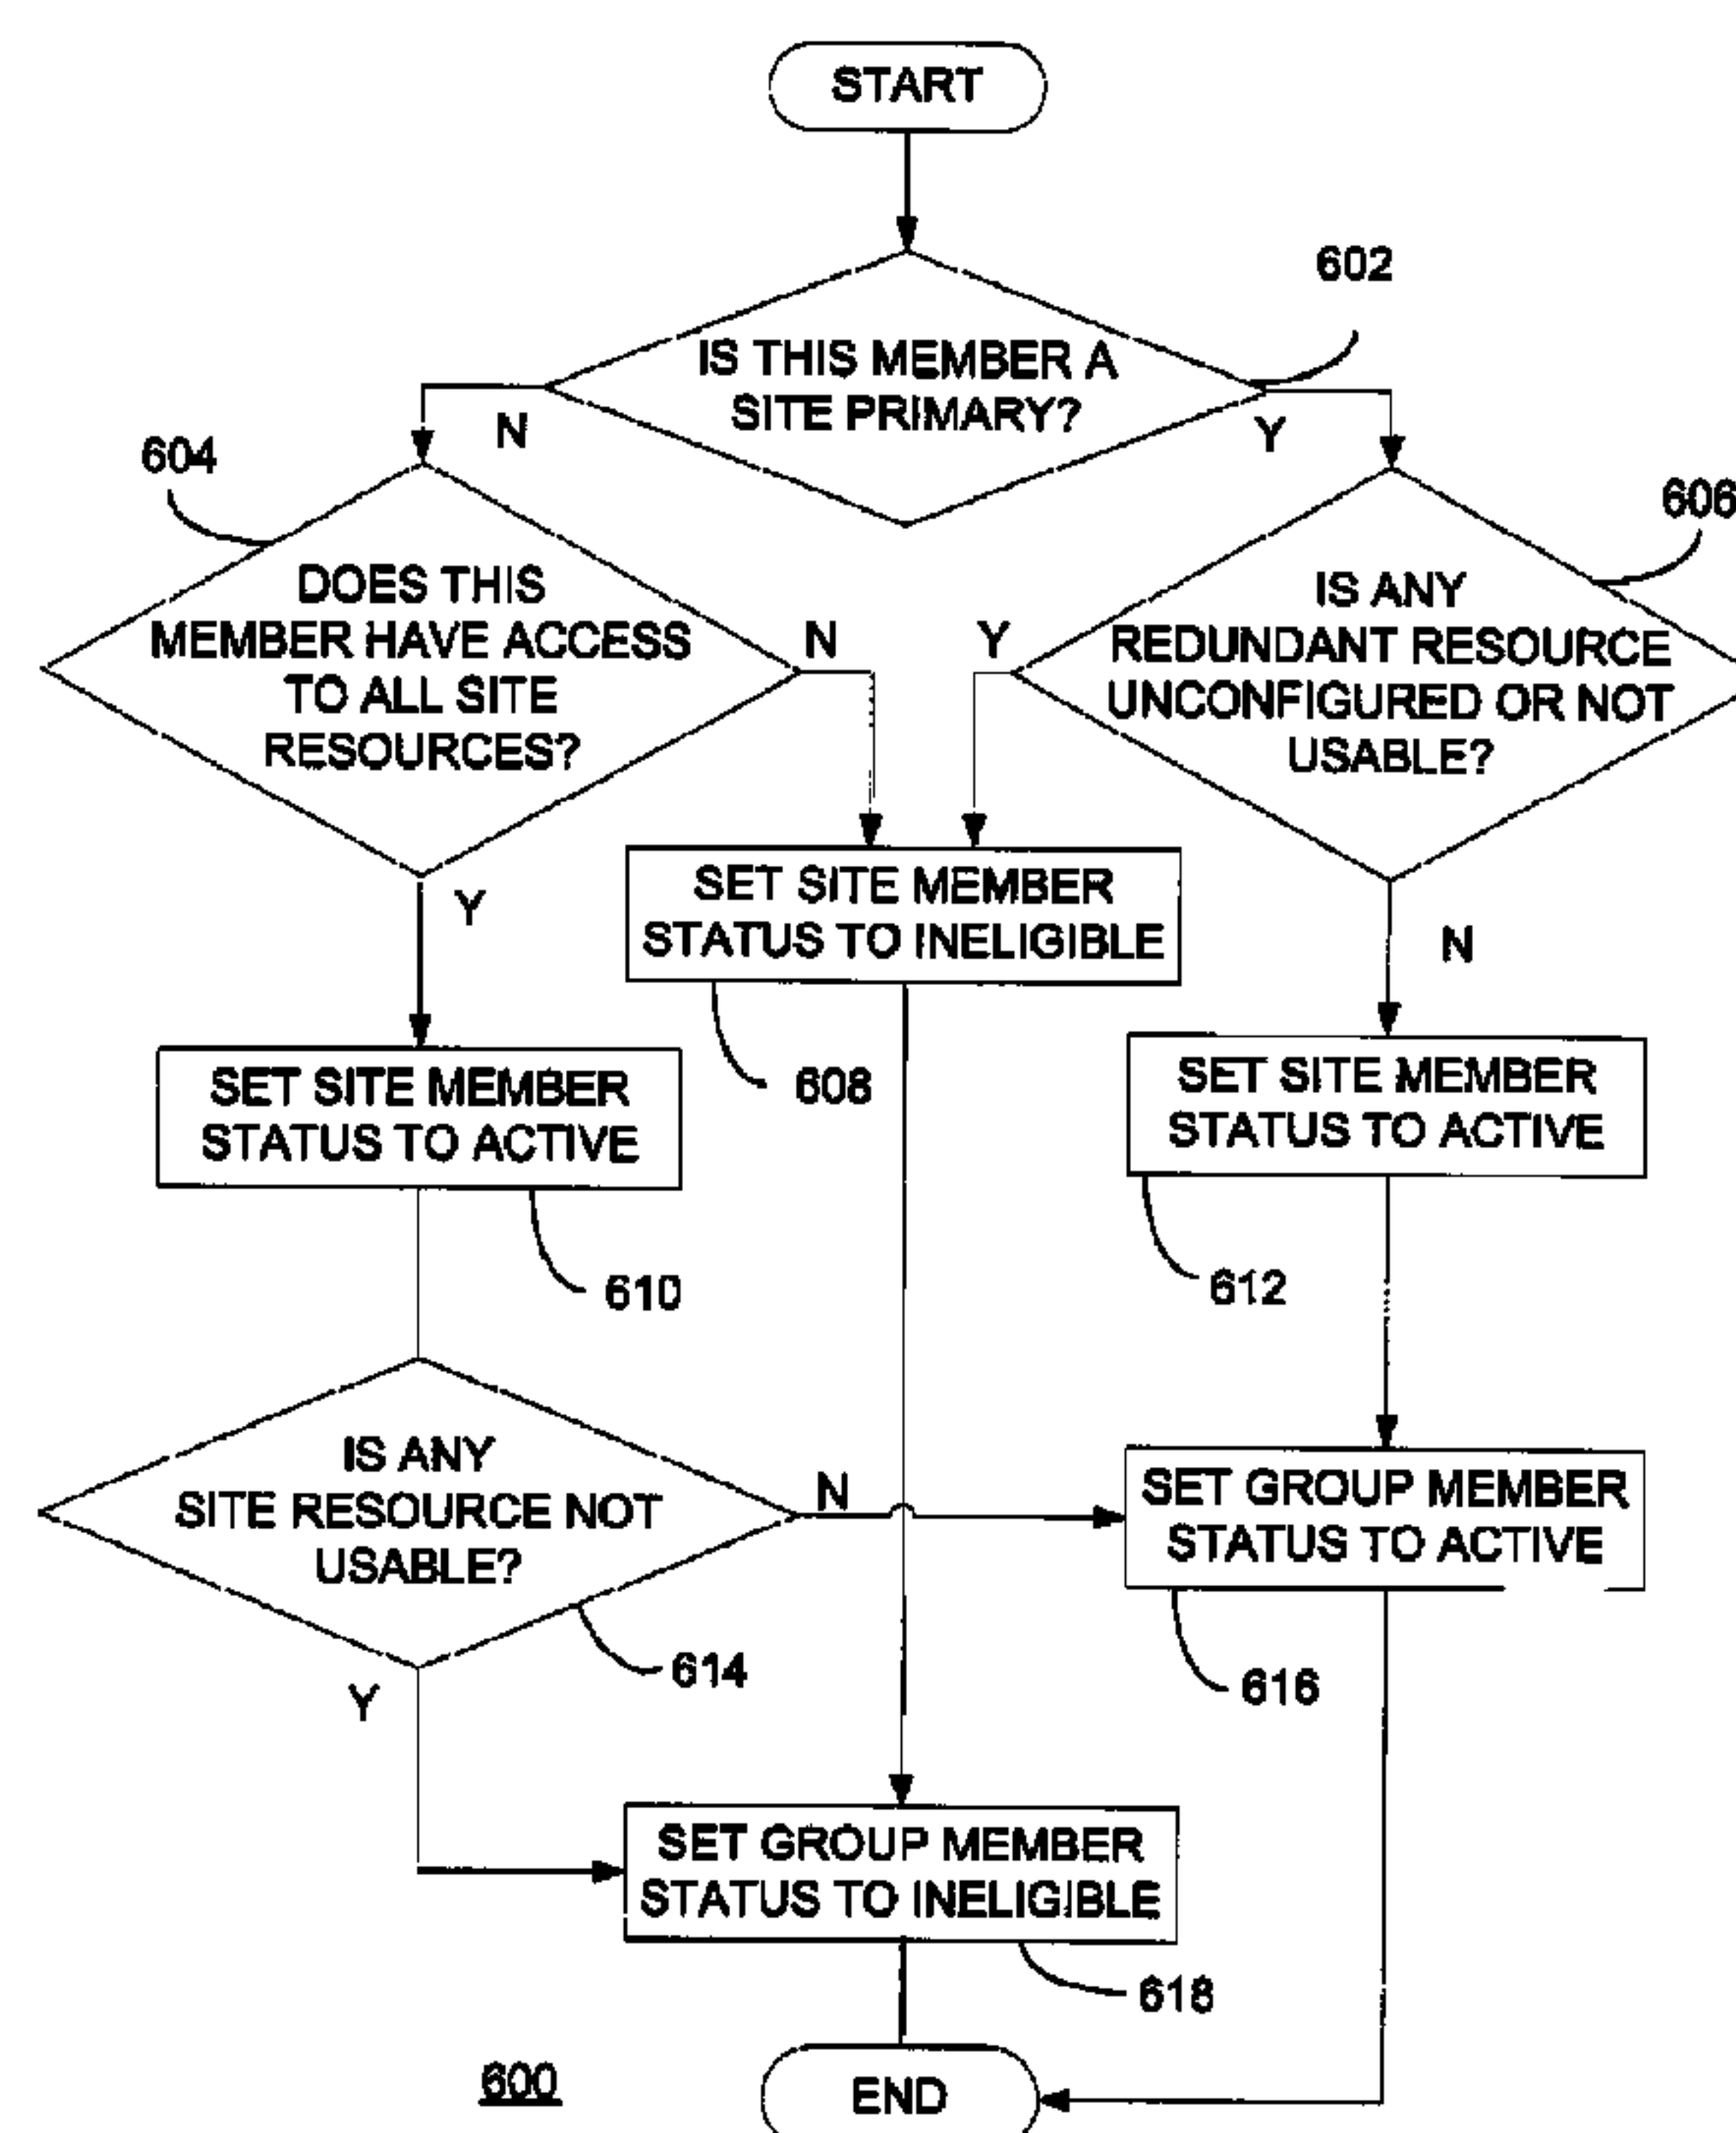 START
602
IS THIS MEMBER A
SITE PRIMARY?
N
Y
604
606
DOES THIS
MEMBER HAVE ACCESS
TO ALL SITE
RESOURCES?
N
Y
IS ANY
REDUNDANT RESOURCE
UNCONFIGURED OR NOT
USABLE?
Y
SET SITE MEMBER
STATUS TO INELIGIBLE
N
608
SET SITE MEMBER
STATUS TO ACTIVE
610
SET SITE MEMBER
STATUS TO ACTIVE
612
IS ANY
SITE RESOURCE NOT
USABLE?
N
614
Y
SET GROUP MEMBER
STATUS TO ACTIVE
616
SET GROUP MEMBER
STATUS TO INELIGIBLE
618
600
END